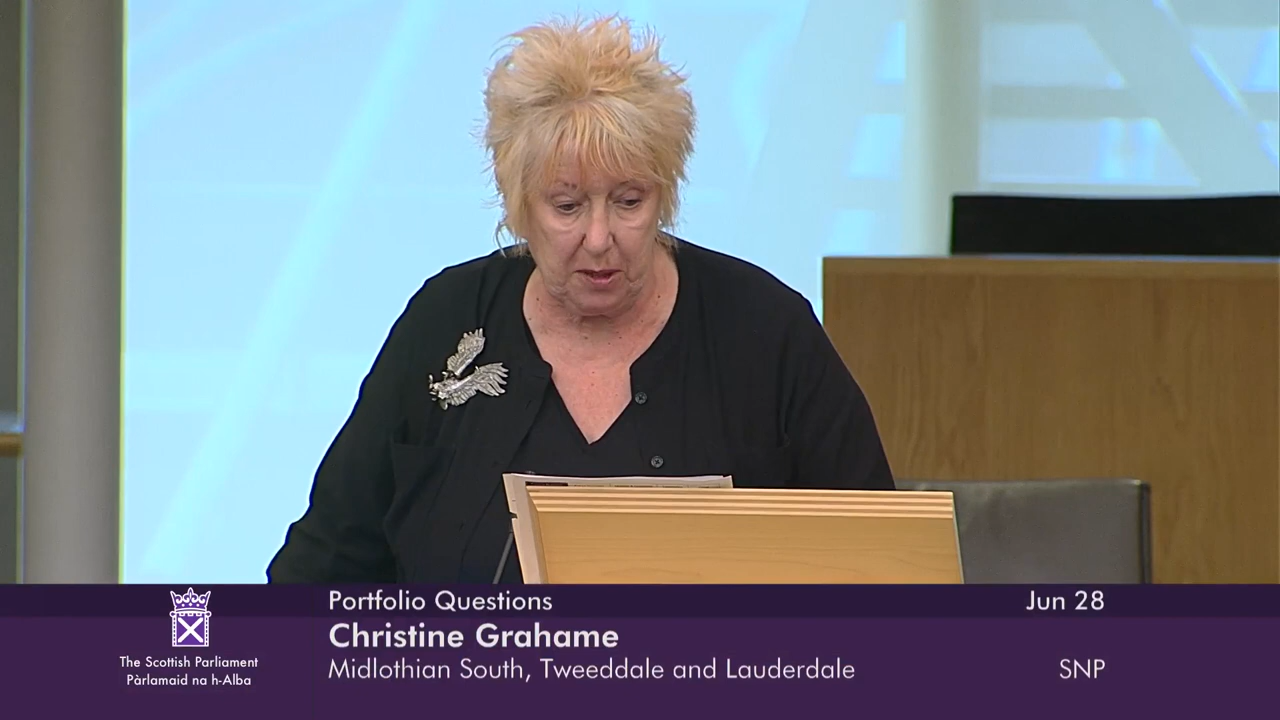 Portfolio Questions
Jun 28
Christine Grahame
Midlothian South, Tweeddale and Lauderdale
SNP
The Scottish Parliament
Pàrlamaid na h-Alba